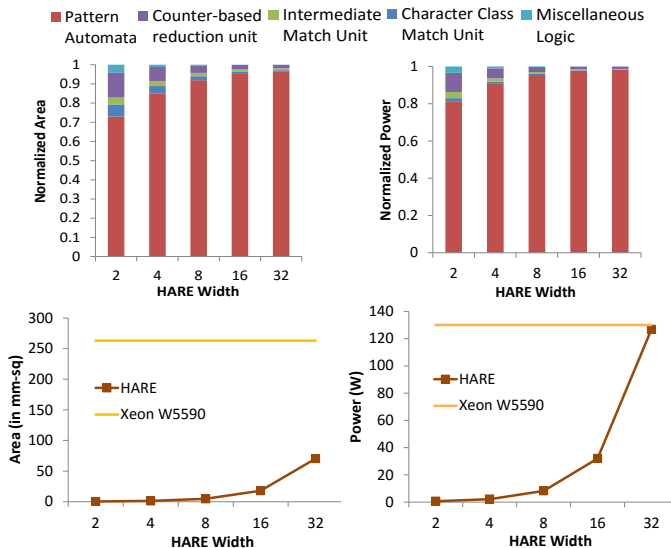 Pattern Automata
Counter-based reduction unit
Intermediate Match Unit
Character Class Match Unit
Miscellaneous Logic
Normalized Area
1
0.9
0.8
0.7
0.6
0.5
0.4
0.3
0.2
0.1
0
2 4 8 16 32
HARE Width
Normalized Power
1
0.8
0.6
0.4
0.2
0
2 4 8 16 32
HARE Width
Area (in mm-sq)
300
250
200
150
100
50
0
HARE
Xeon W5590
2 4 8 16 32
HARE Width
Power (W)
140
120
100
80
60
40
20
0
HARE
Xeon W5590
2 4 8 16 32
HARE Width